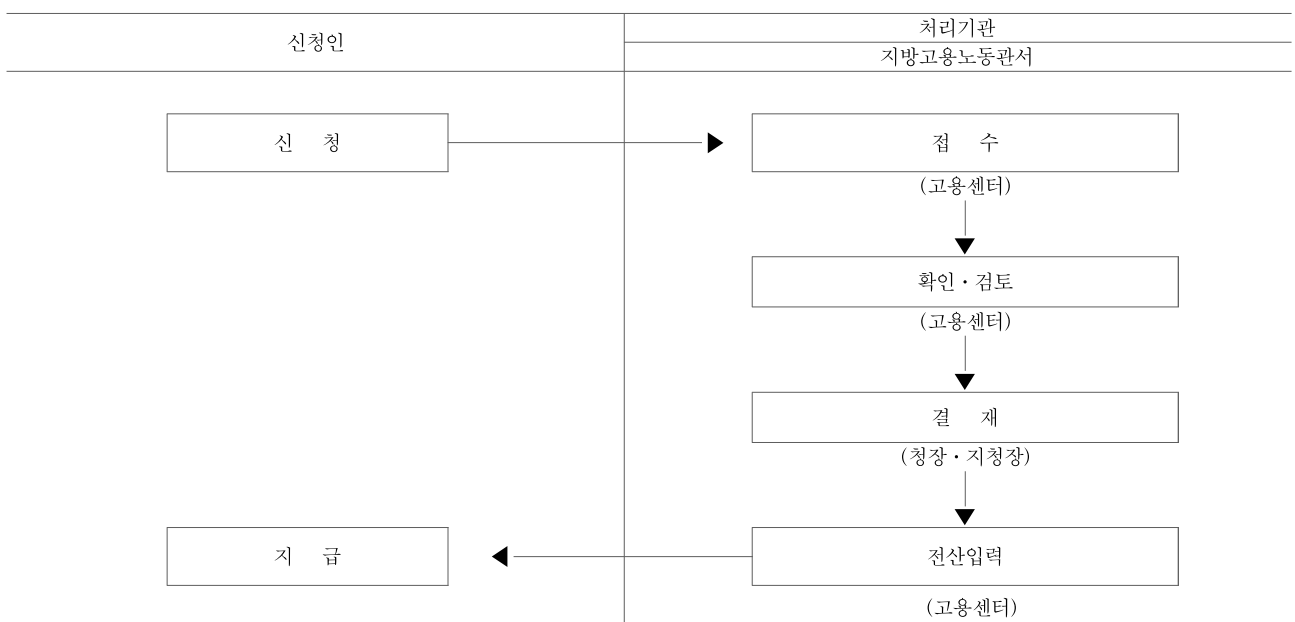 신청인
처리기관
지방고용노동관서
신 청
접 수
(고용센터)
확인·검토
(고용센터)
결 재
(청장·지청장)
지 급
전산입력
(고용센터)